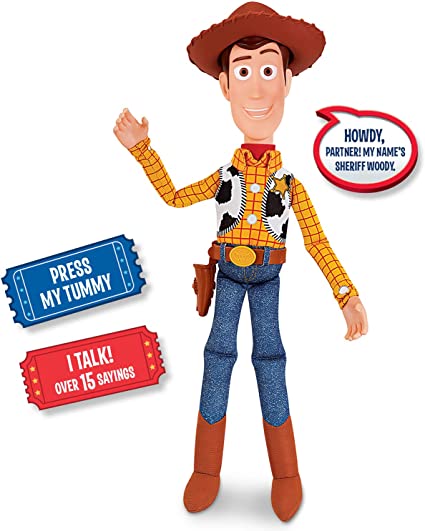 HOWDY,
PARTNER! MY NAME'S
SHERIFF WOODY.
PRESS
MY TUMMY
I TALK!
OVER 15 SAYINGS